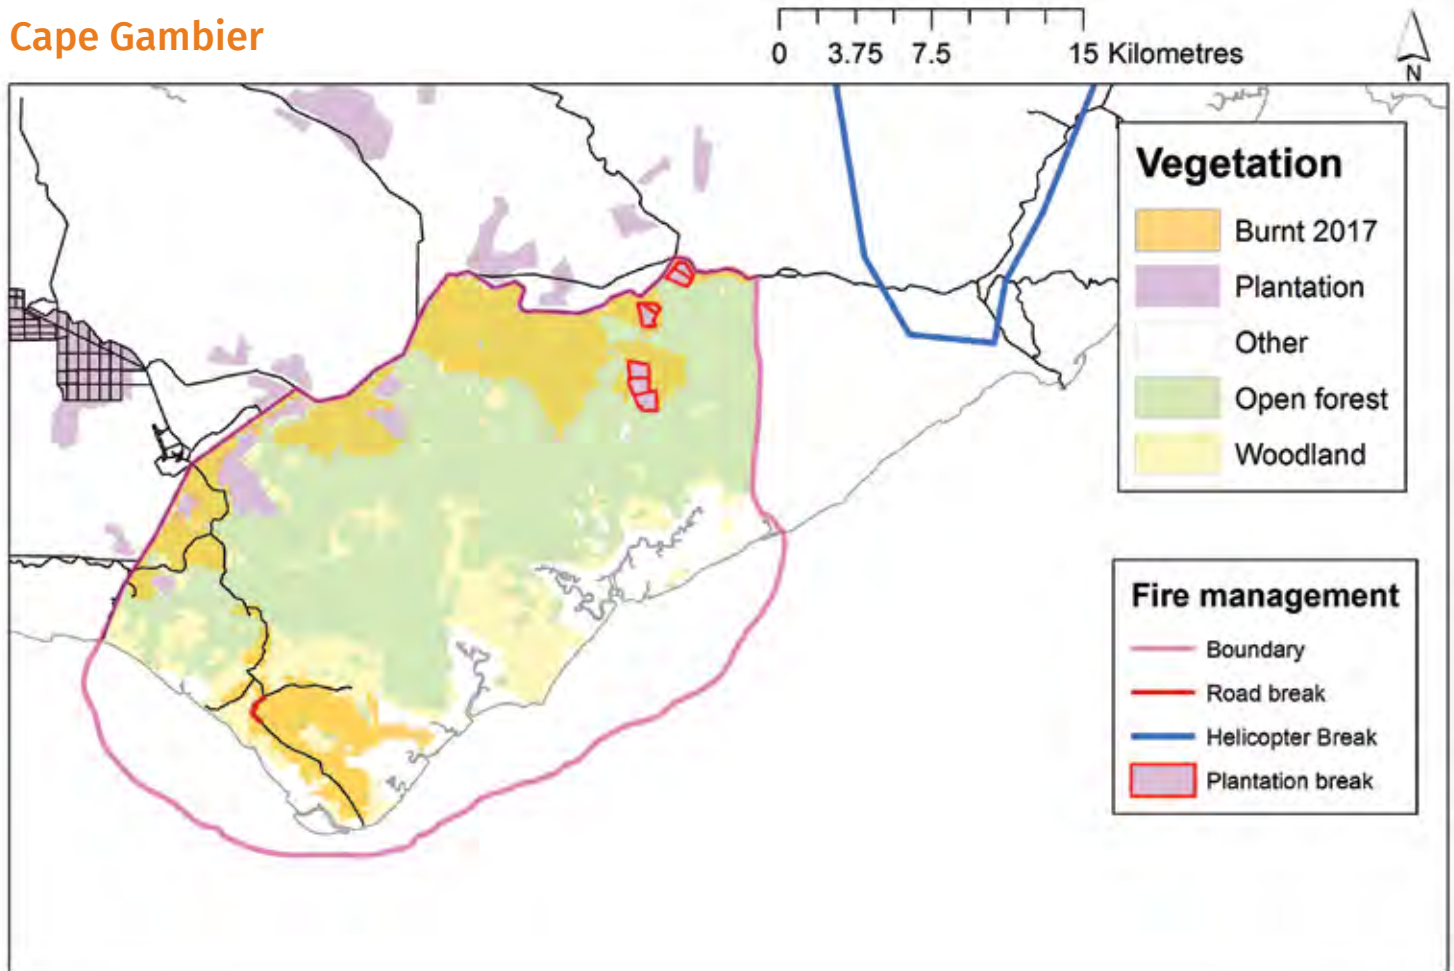 Cape Gambier
0 3.75 7.5 15 Kilometres
N
Vegetation
Burnt 2017
Plantation
Other
Open forest
Woodland
Fire management
Boundary
Road break
Helicopter Break
Plantation break